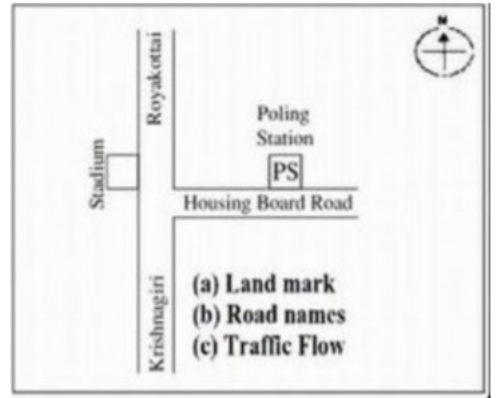 N
Royakottai
Poling
Station
PS
Stadium
Housing Board Road
Krishnagiri
(a) Land mark
(b) Road names
(c) Traffic Flow